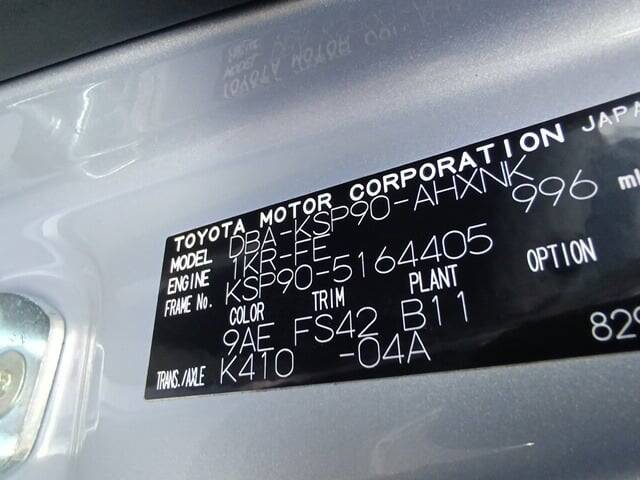 TOYOTA MOTOR CORPORATION JAPA
MODEL DBA-KSP90-AHXNK
ENGINE 1KR-FE 996 ml
FRAME No. KSP90-5164405
COLOR TRIM PLANT OPTION
9AE FS42 B11
TRANS./AXLE K410 -04A 829